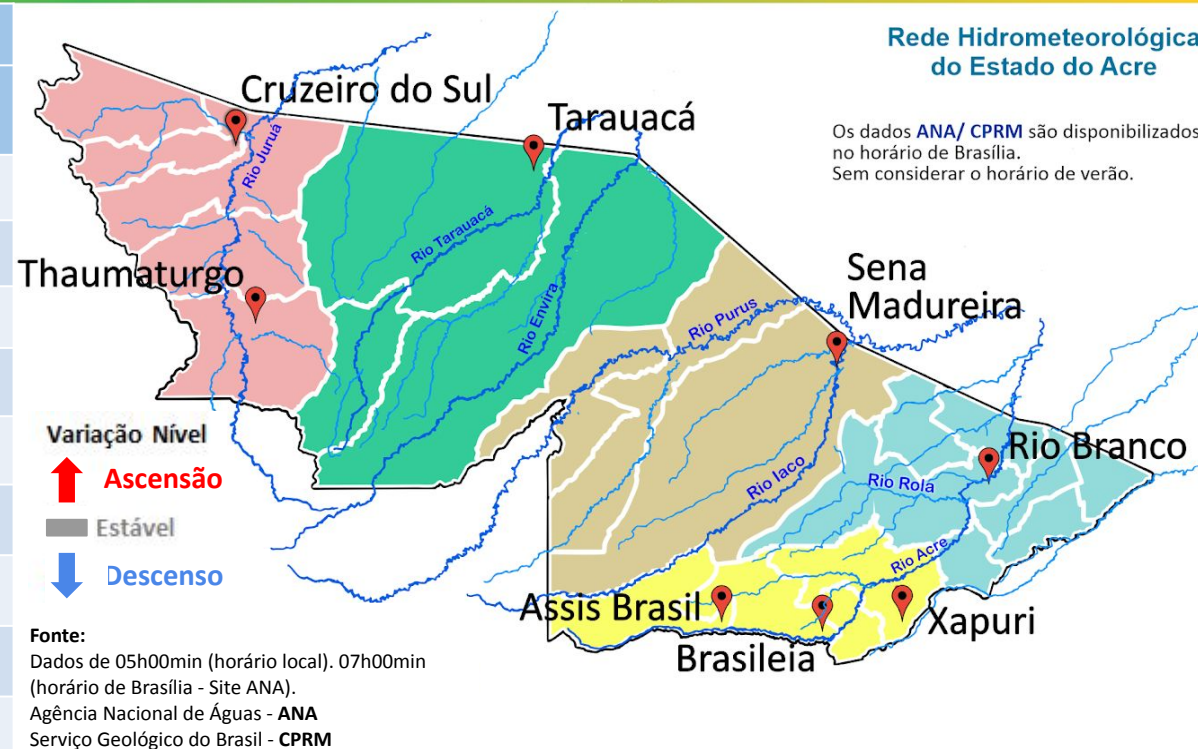 Rede Hidrometeorológica
do Estado do Acre
Os dados ANA/ CPRM são disponibilizados
no horário de Brasília.
Sem considerar o horário de verão.
Cruzeiro do Sul
Tarauacá
Rio Juruá
Rio Tarauacá
Thaumaturgo
Rio Envira
Sena
Madureira
Rio Purus
Variação Nível
Ascensão
Estável
Descenso
Rio Iaco
Rio Branco
Rio Rola
Rio Acre
Assis Brasil
Brasileia
Xapuri
Fonte:
Dados de 05h00min (horário local). 07h00min
(horário de Brasília - Site ANA).
Agência Nacional de Águas - ANA
Serviço Geológico do Brasil - CPRM